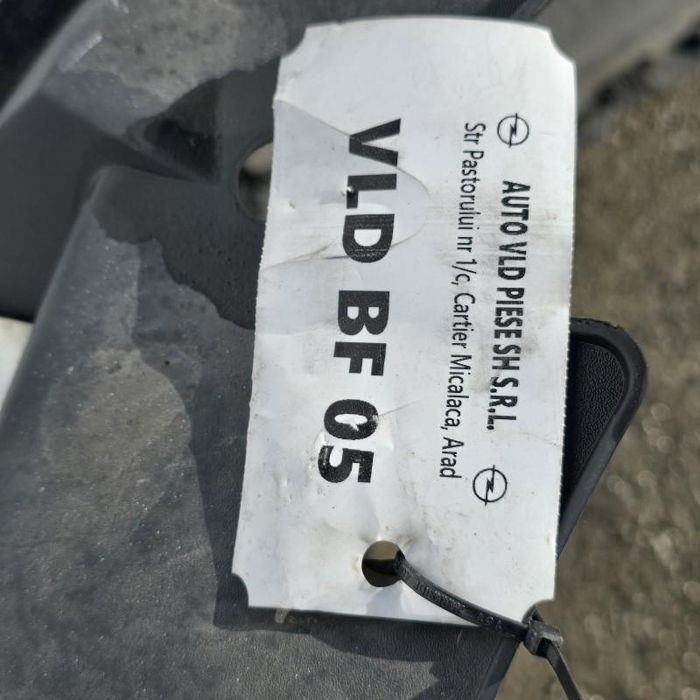 AUTO VLD PIESE SH S.R.L.
Str Pastorului nr 1/c, Cartier Micalaca, Arad
VLD BF 05